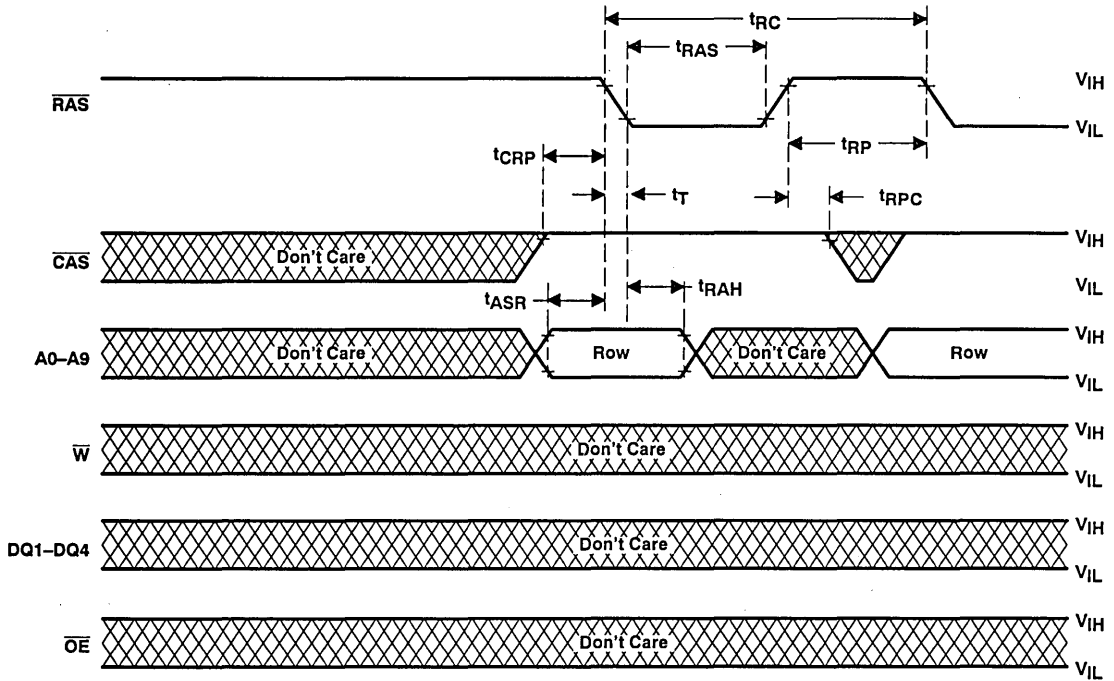 tRC
tRAS
RAS
VIH
VIL
tCRP
tRP
tT
tRPC
CAS
Don't Care
VIH
VIL
tASR
tRAH
A0–A9
Don't Care
Row
Don't Care
Row
VIH
VIL
W
Don't Care
VIH
VIL
DQ1–DQ4
Don't Care
VIH
VIL
OE
Don't Care
VIH
VIL